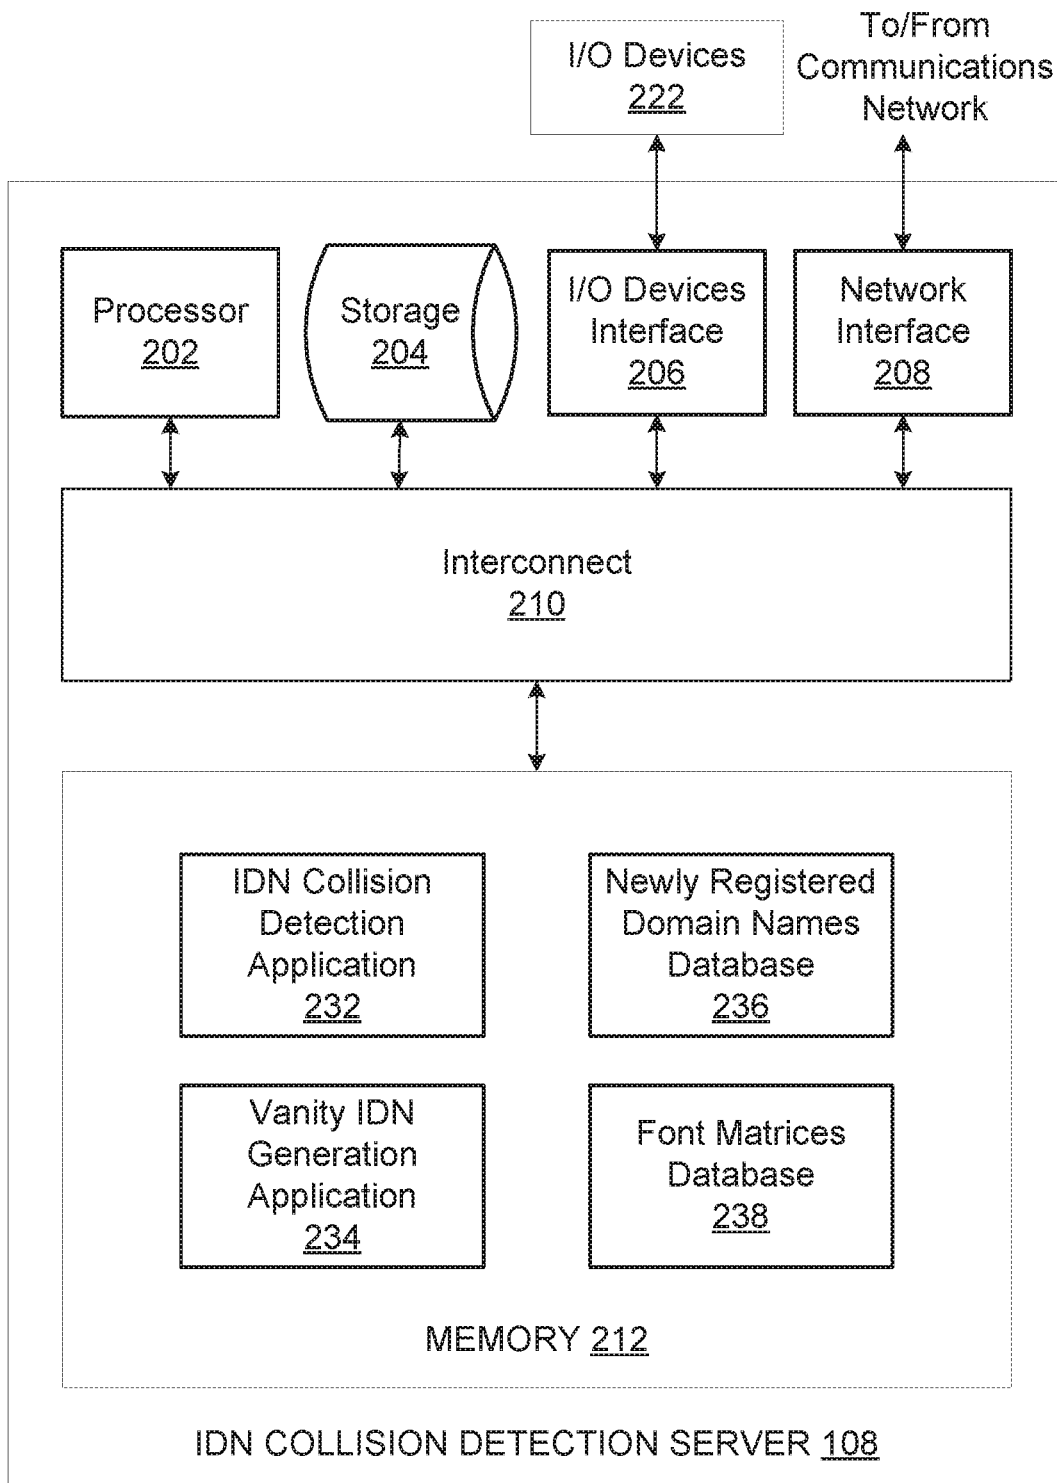 I/O Devices
222
To/From
Communications
Network
Processor
202
Storage
204
I/O Devices
Interface
206
Network
Interface
208
Interconnect
210
IDN Collision
Detection
Application
232
Newly Registered
Domain Names
Database
236
Vanity IDN
Generation
Application
234
Font Matrices
Database
238
MEMORY 212
IDN COLLISION DETECTION SERVER 108